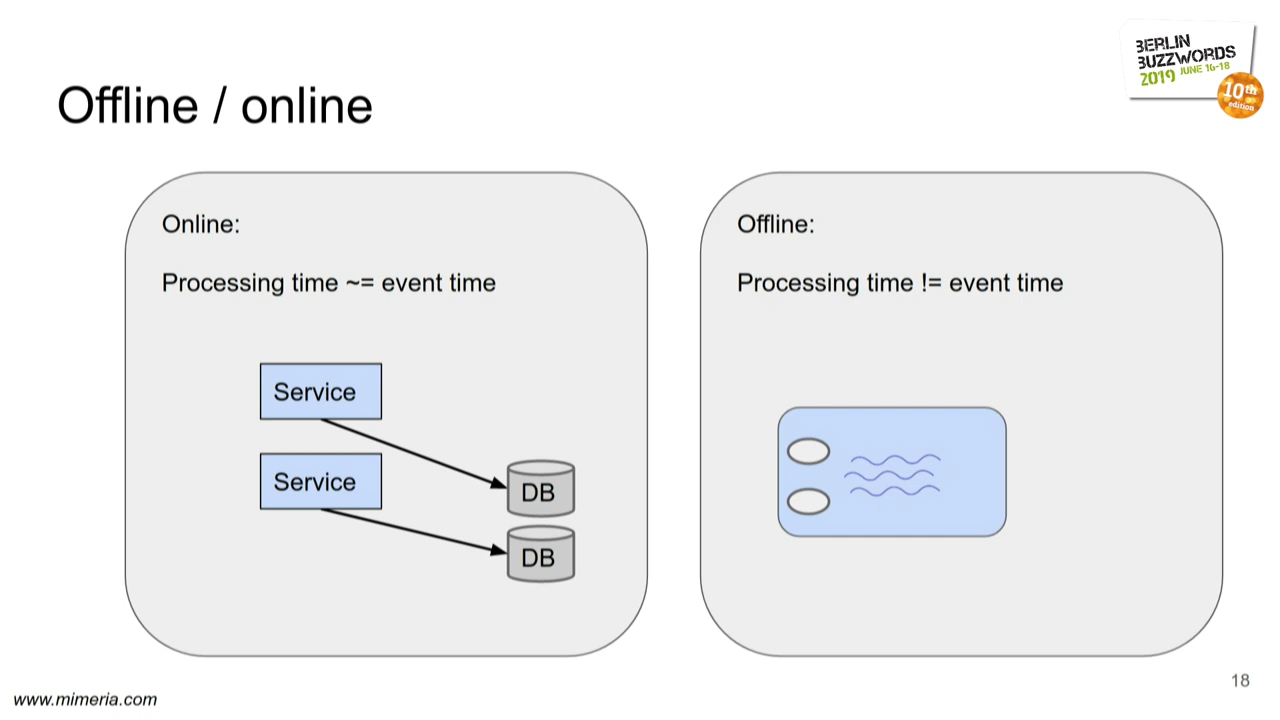 BERLIN
BUZZWORDS
2019 JUNE 16-18
10th
edition
Offline / online
Online:
Processing time ~= event time
Service
Service
DB
DB
Offline:
Processing time != event time
18
www.mimeria.com